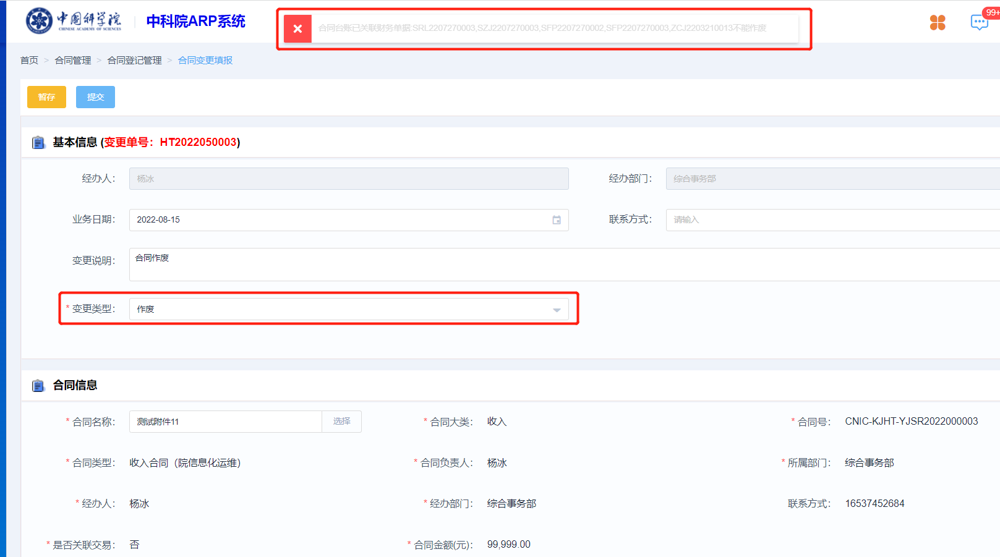 中国科学院
CHINESE ACADEMY OF SCIENCES
中科院ARP系统
合同台账已关联财务单据:SRL2207270003,SZJ2207270003,SFP2207270002,SFP2207270003,ZCJ2203210013不能作废
99+
首页 > 合同管理 > 合同登记管理 > 合同变更填报
暂存 提交
基本信息 (变更单号：HT2022050003)
经办人： 杨冰 经办部门： 综合事务部
业务日期： 2022-08-15 联系方式： 请输入
变更说明： 合同作废
* 变更类型： 作废
合同信息
* 合同名称： 测试附件11 选择 * 合同大类： 收入 * 合同号： CNIC-KJHT-YJSR2022000003
* 合同类型： 收入合同（院信息化运维） * 合同负责人： 杨冰 * 所属部门： 综合事务部
* 经办人： 杨冰 * 经办部门： 综合事务部 联系方式： 16537452684
* 是否关联交易： 否 * 合同金额(元)： 99,999.00